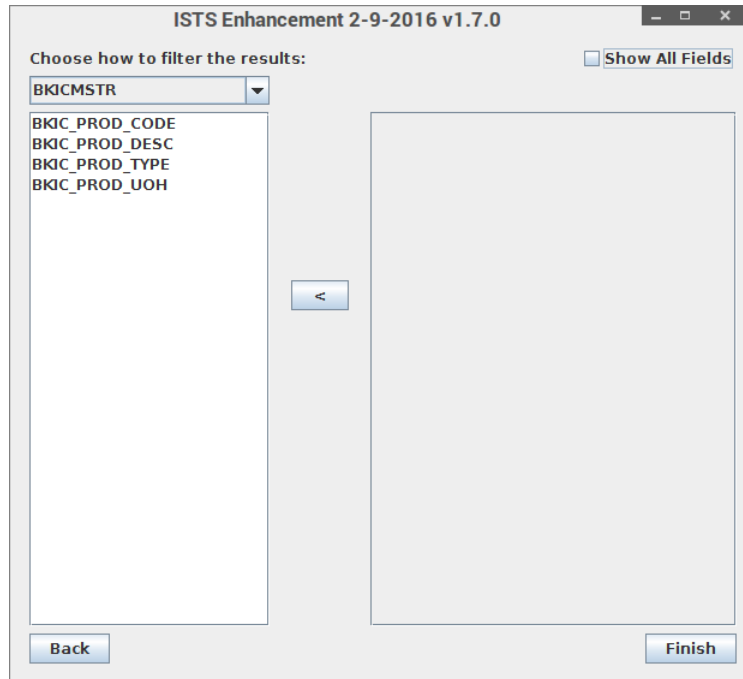 ISTS Enhancement 2-9-2016 v1.7.0
Choose how to filter the results:
Show All Fields
BKICMSTR
BKIC_PROD_CODE
BKIC_PROD_DESC
BKIC_PROD_TYPE
BKIC_PROD_UOH
<
Back
Finish